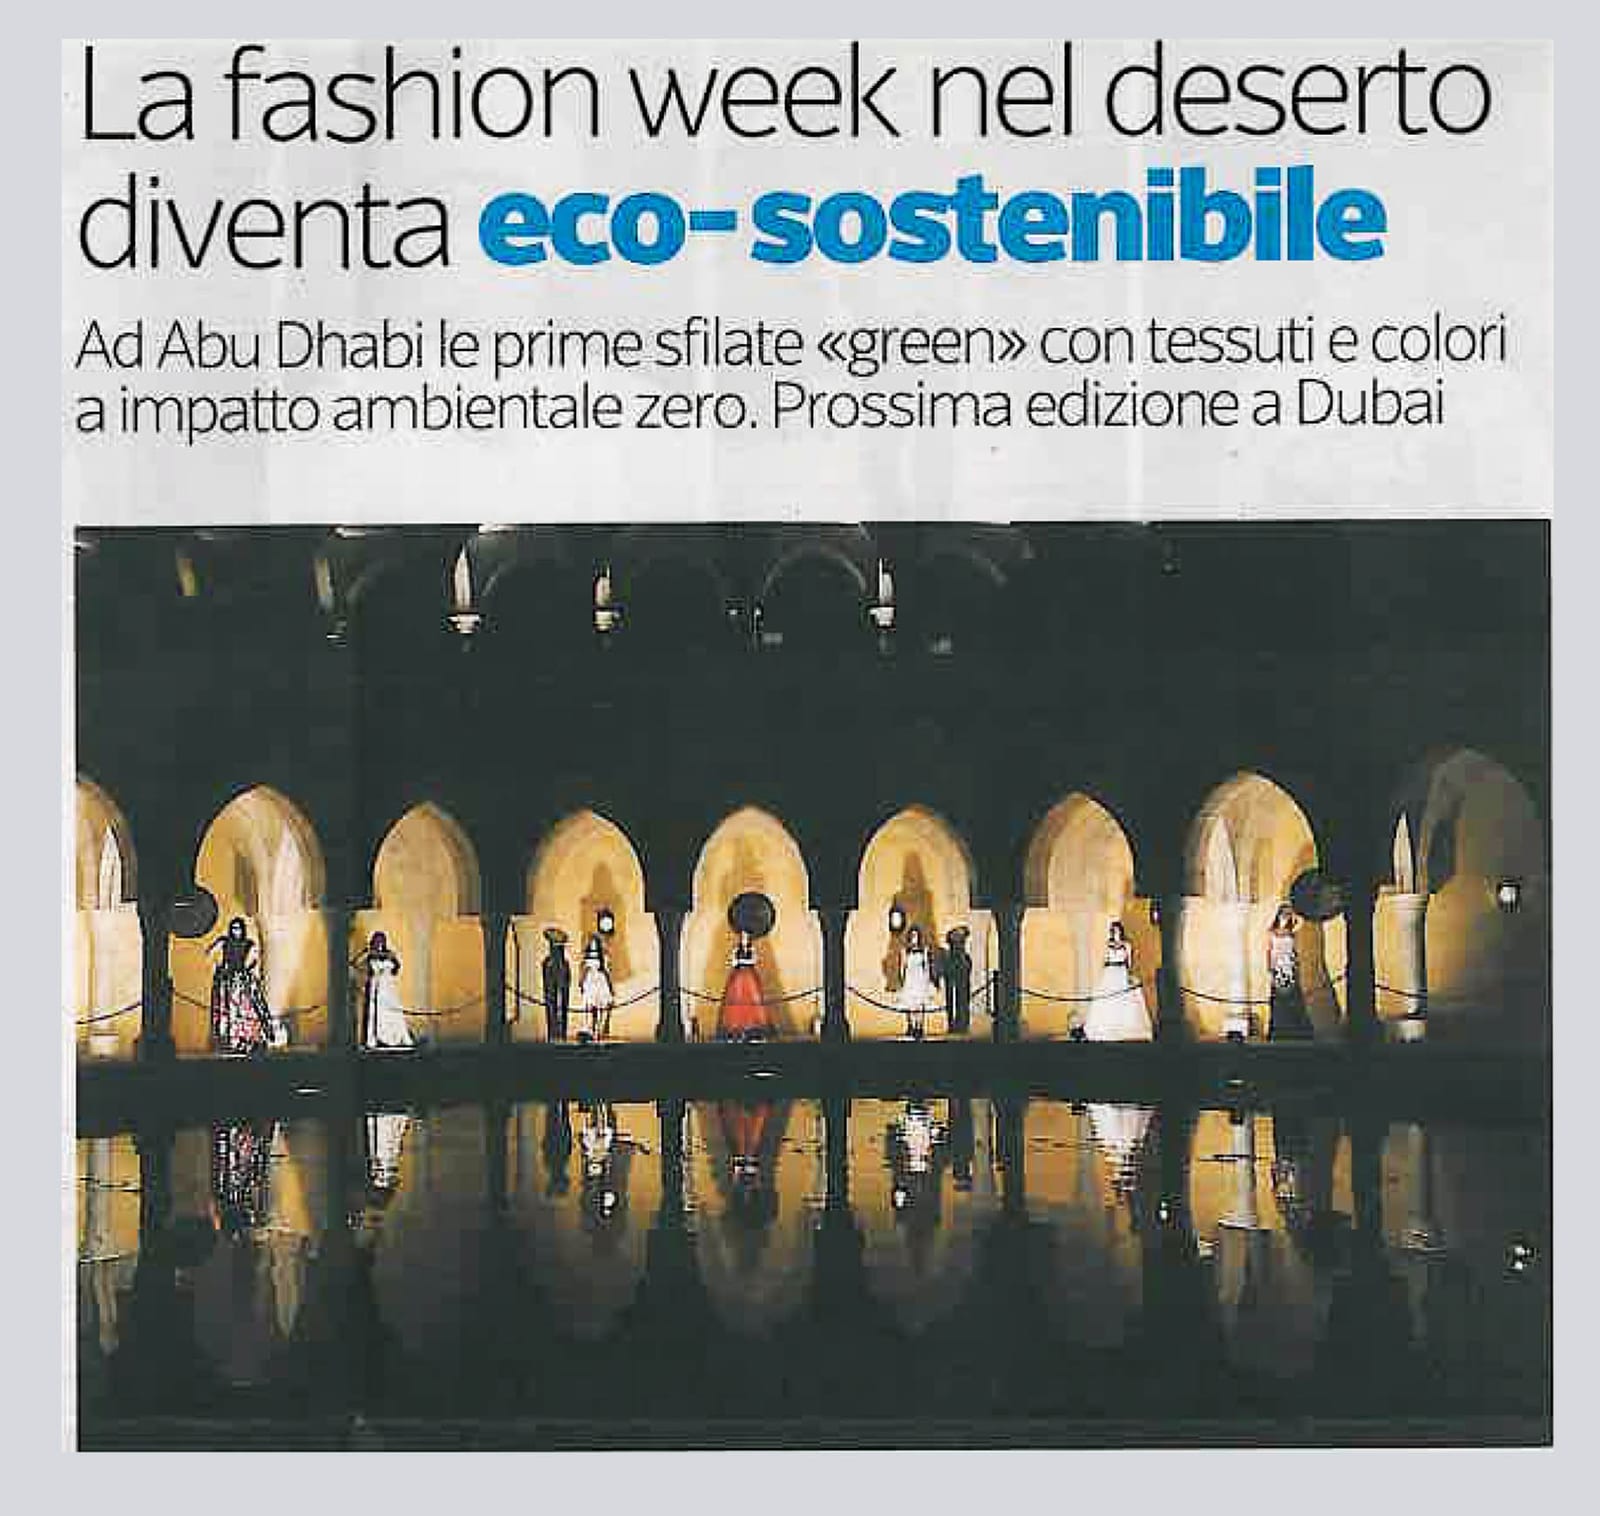 La fashion week nel deserto
diventa eco-sostenibile
Ad Abu Dhabi le prime sfilate «green» con tessuti e colori
a impatto ambientale zero. Prossima edizione a Dubai